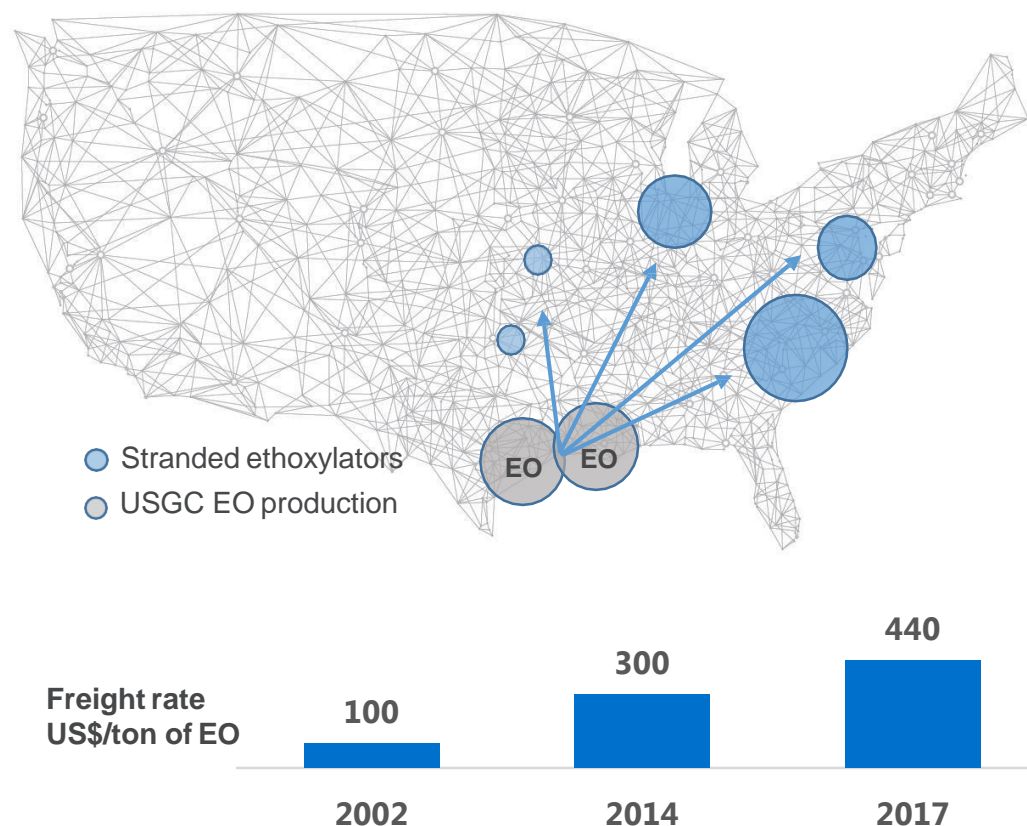 EO
EO
Stranded ethoxylators
USGC EO production
Freight rate
US$/ton of EO
100
300
440
2002
2014
2017